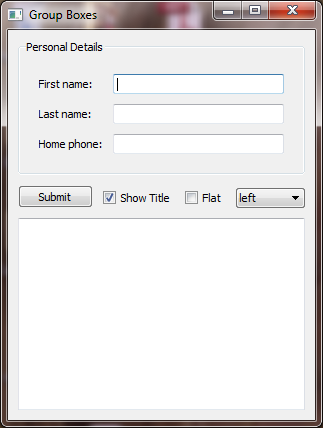 Group Boxes
Personal Details
First name:
Last name:
Home phone:
Submit Show Title Flat left